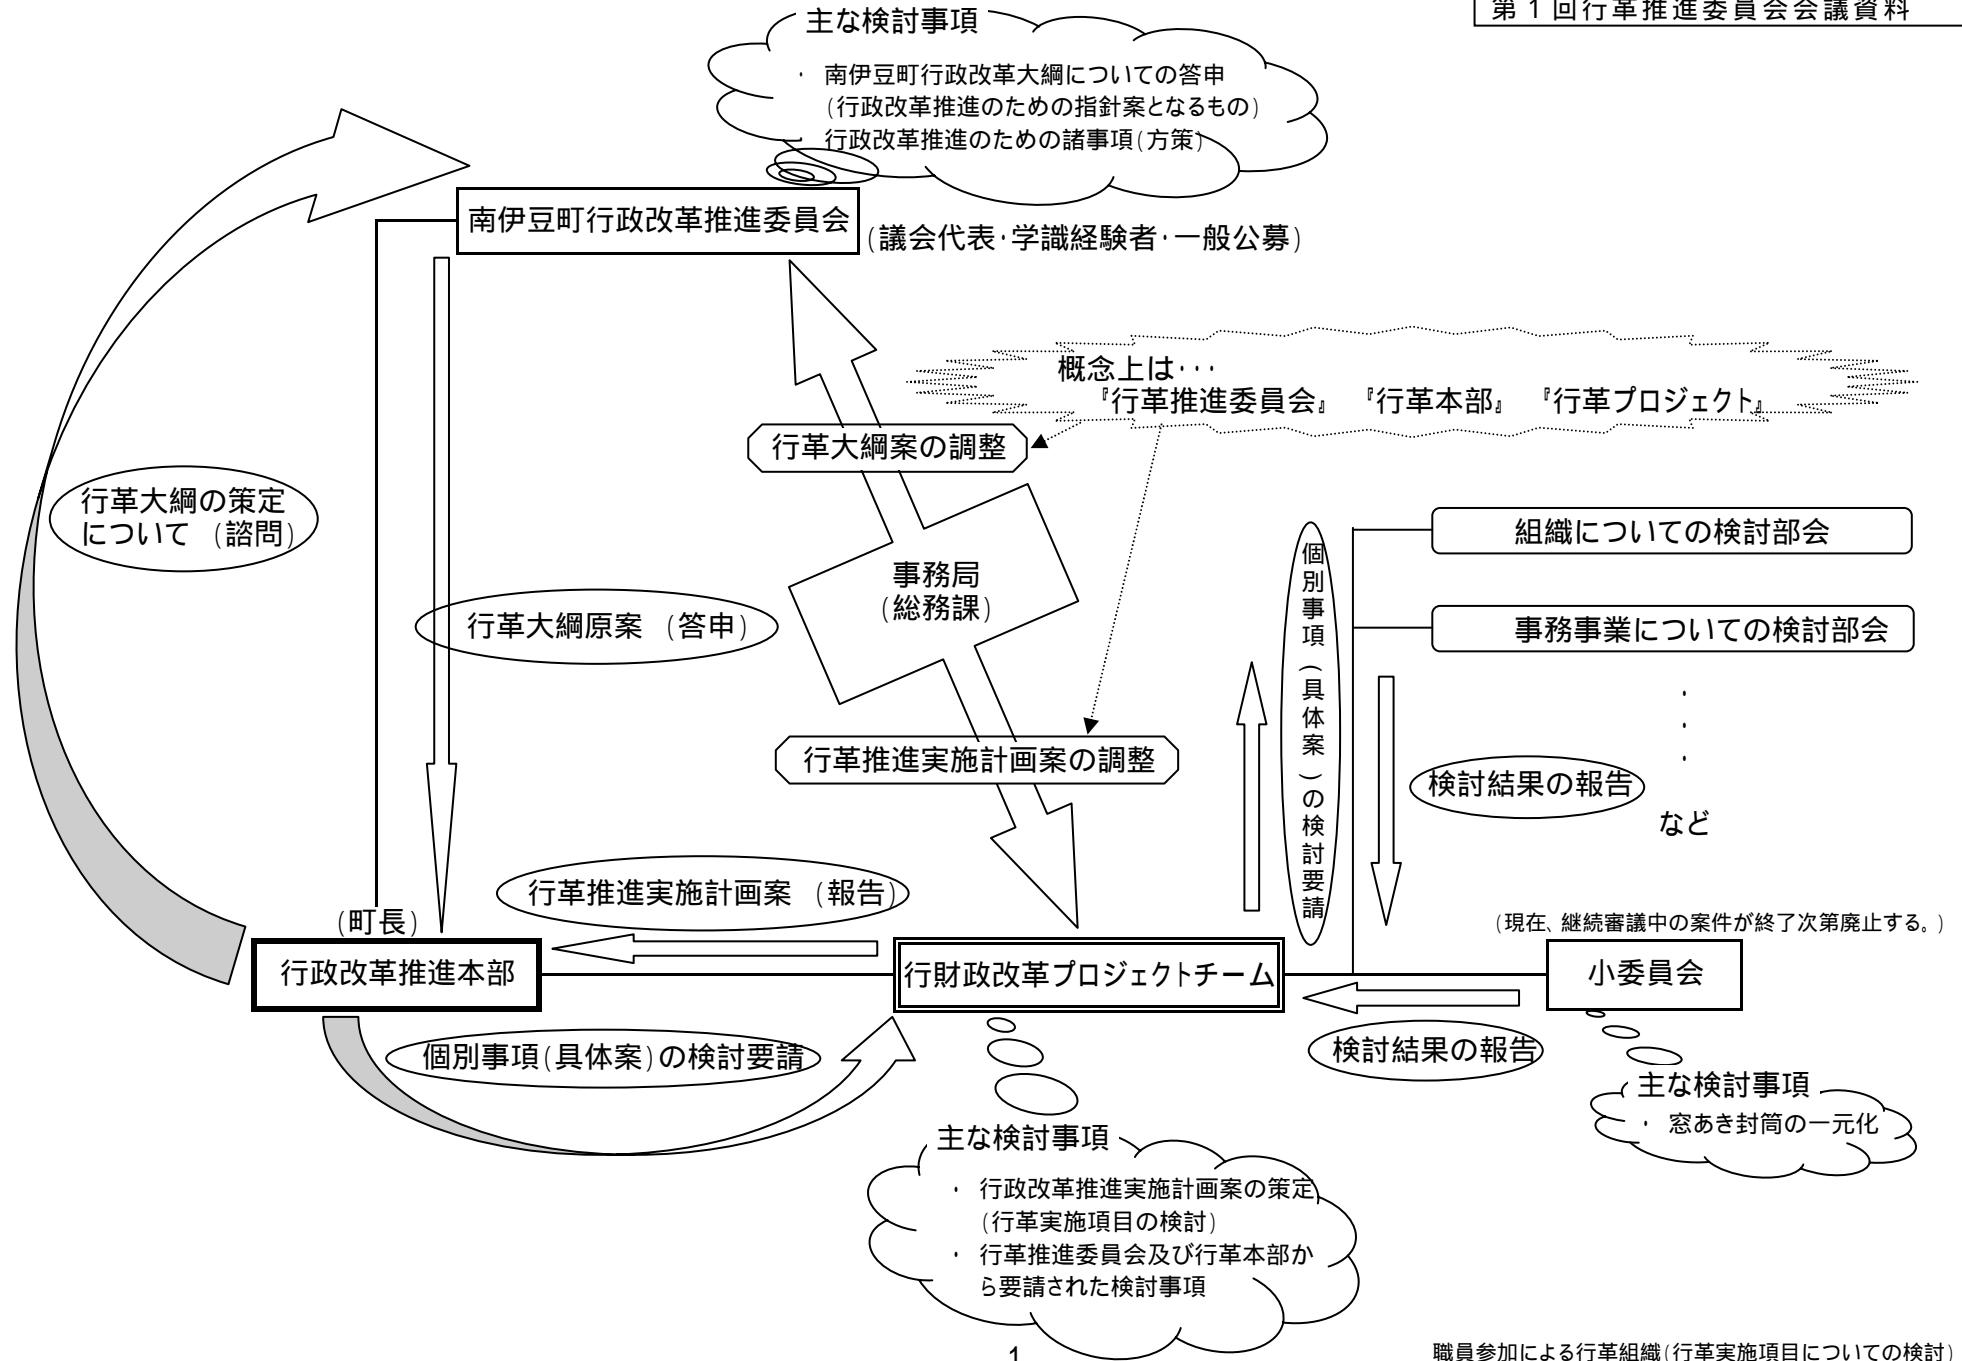 第１回行革推進委員会会議資料
主な検討事項
・ 南伊豆町行政改革大綱についての答申
(行政改革推進のための指針案となるもの)
行政改革推進のための諸事項(方策)
南伊豆町行政改革推進委員会
(議会代表・学識経験者・一般公募)
概念上は・・・
『行革推進委員会』 『行革本部』 『行革プロジェクト』
行革大綱案の調整
行革大綱の策定
について (諮問)
組織についての検討部会
個別事項(具体案)の検討要請
事務局
(総務課)
行革大綱原案 (答申)
事務事業についての検討部会
・
・
・
行革推進実施計画案の調整
検討結果の報告
など
行革推進実施計画案 (報告)
(町長)
(現在、継続審議中の案件が終了次第廃止する。)
行政改革推進本部
行財政改革プロジェクトチーム
小委員会
個別事項(具体案)の検討要請
検討結果の報告
主な検討事項
・ 窓あき封筒の一元化
主な検討事項
・ 行政改革推進実施計画案の策定
(行革実施項目の検討)
・ 行革推進委員会及び行革本部か
ら要請された検討事項
1
職員参加による行革組織(行革実施項目についての検討)